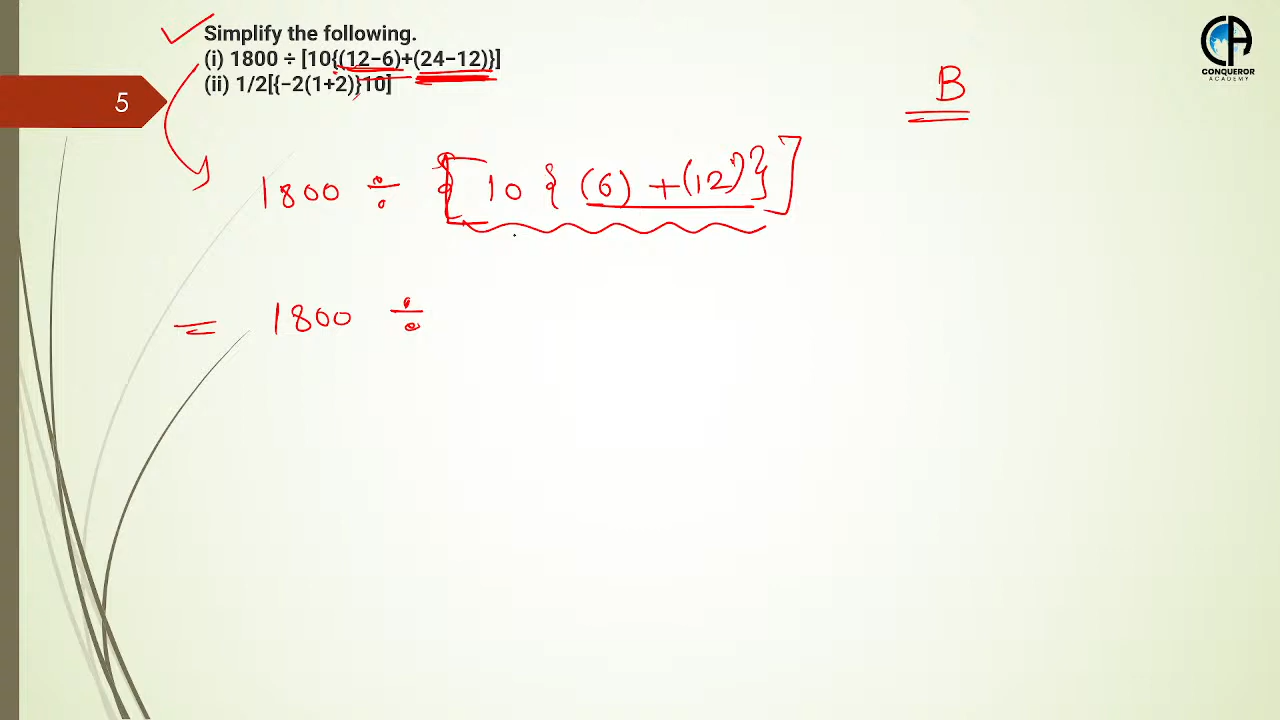 Simplify the following.
(i) 1800 ÷ [10{(12−6)+(24−12)}]
(ii) 1/2[{−2(1+2)}10]
5
CONQUEROR
ACADEMY
B
1800 ÷ [10{(6)+(12)}]
= 1800 ÷